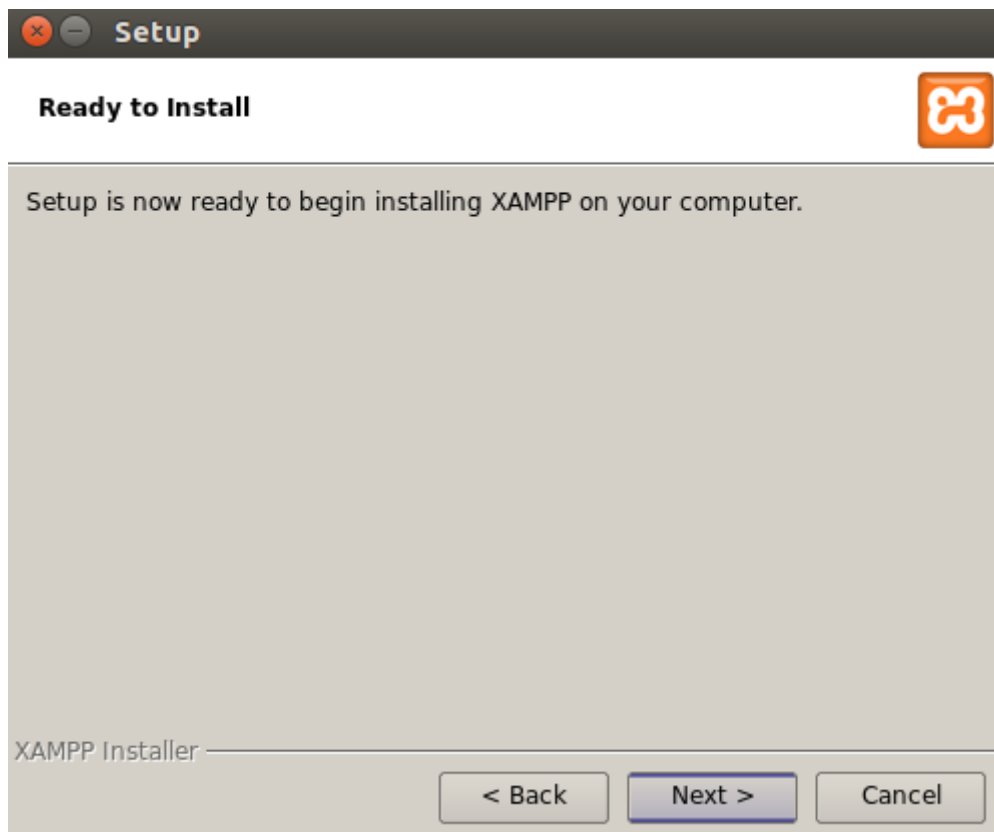 Setup
Ready to Install
Setup is now ready to begin installing XAMPP on your computer.
XAMPP Installer
< Back Next > Cancel